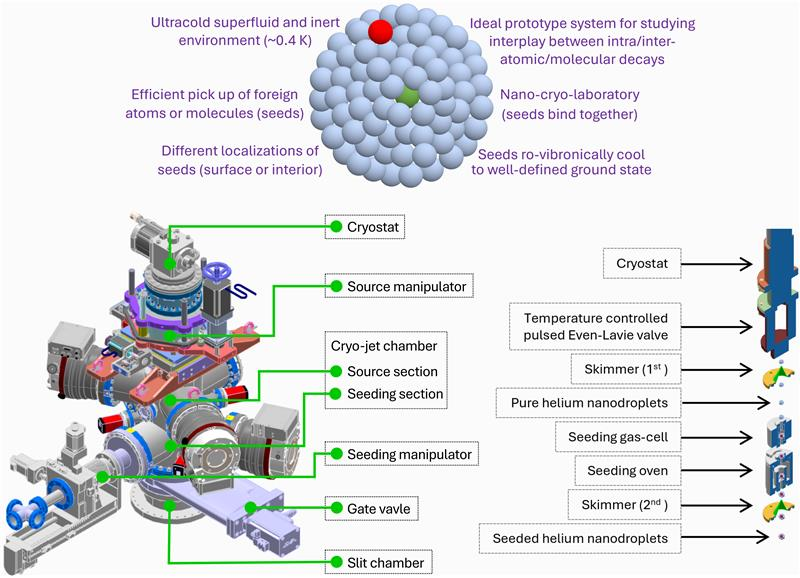 Ultracold superfluid and inert
environment (~0.4 K)
Ideal prototype system for studying
interplay between intra/inter-
atomic/molecular decays
Efficient pick up of foreign
atoms or molecules (seeds)
Nano-cryo-laboratory
(seeds bind together)
Different localizations of
seeds (surface or interior)
Seeds ro-vibronically cool
to well-defined ground state
Cryostat
Source manipulator
Cryo-jet chamber
Source section
Seeding section
Seeding manipulator
Gate vavle
Slit chamber
Cryostat
Temperature controlled
pulsed Even-Lavie valve
Skimmer (1st )
Pure helium nanodroplets
Seeding gas-cell
Seeding oven
Skimmer (2nd )
Seeded helium nanodroplets